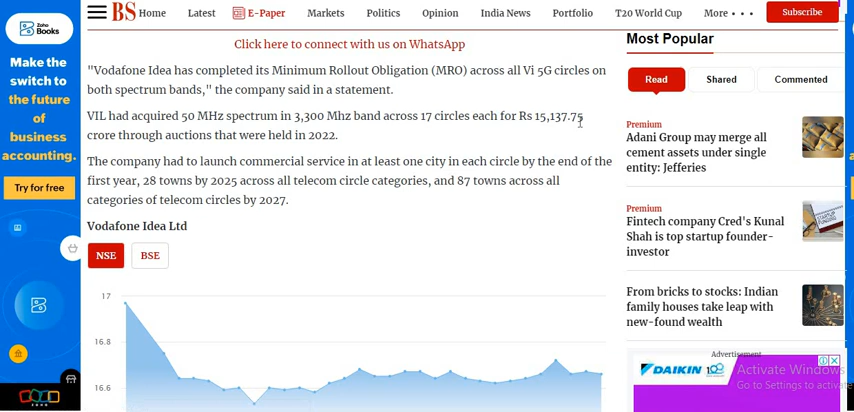 Zoho
Books
Make the
switch to
the future
of
business
accounting.
Try for free
BS
Home
Latest
E-Paper
Markets
Politics
Opinion
India News
Portfolio
T20 World Cup
More
Subscribe
Click here to connect with us on WhatsApp
"Vodafone Idea has completed its Minimum Rollout Obligation (MRO) across all Vi 5G circles on
both spectrum bands," the company said in a statement.
VIL had acquired 50 MHz spectrum in 3,300 Mhz band across 17 circles each for Rs 15,137.75
crore through auctions that were held in 2022.
The company had to launch commercial service in at least one city in each circle by the end of the
first year, 28 towns by 2025 across all telecom circle categories, and 87 towns across all
categories of telecom circles by 2027.
Vodafone Idea Ltd
NSE
BSE
17
16.8
16.6
Most Popular
Read
Shared
Commented
Premium
Adani Group may merge all
cement assets under single
entity: Jefferies
Premium
Fintech company Cred's Kunal
Shah is top startup founder-
investor
From bricks to stocks: Indian
family houses take leap with
new-found wealth
Advertisement
DAIKIN
Activate Windows
Go to Settings to activate